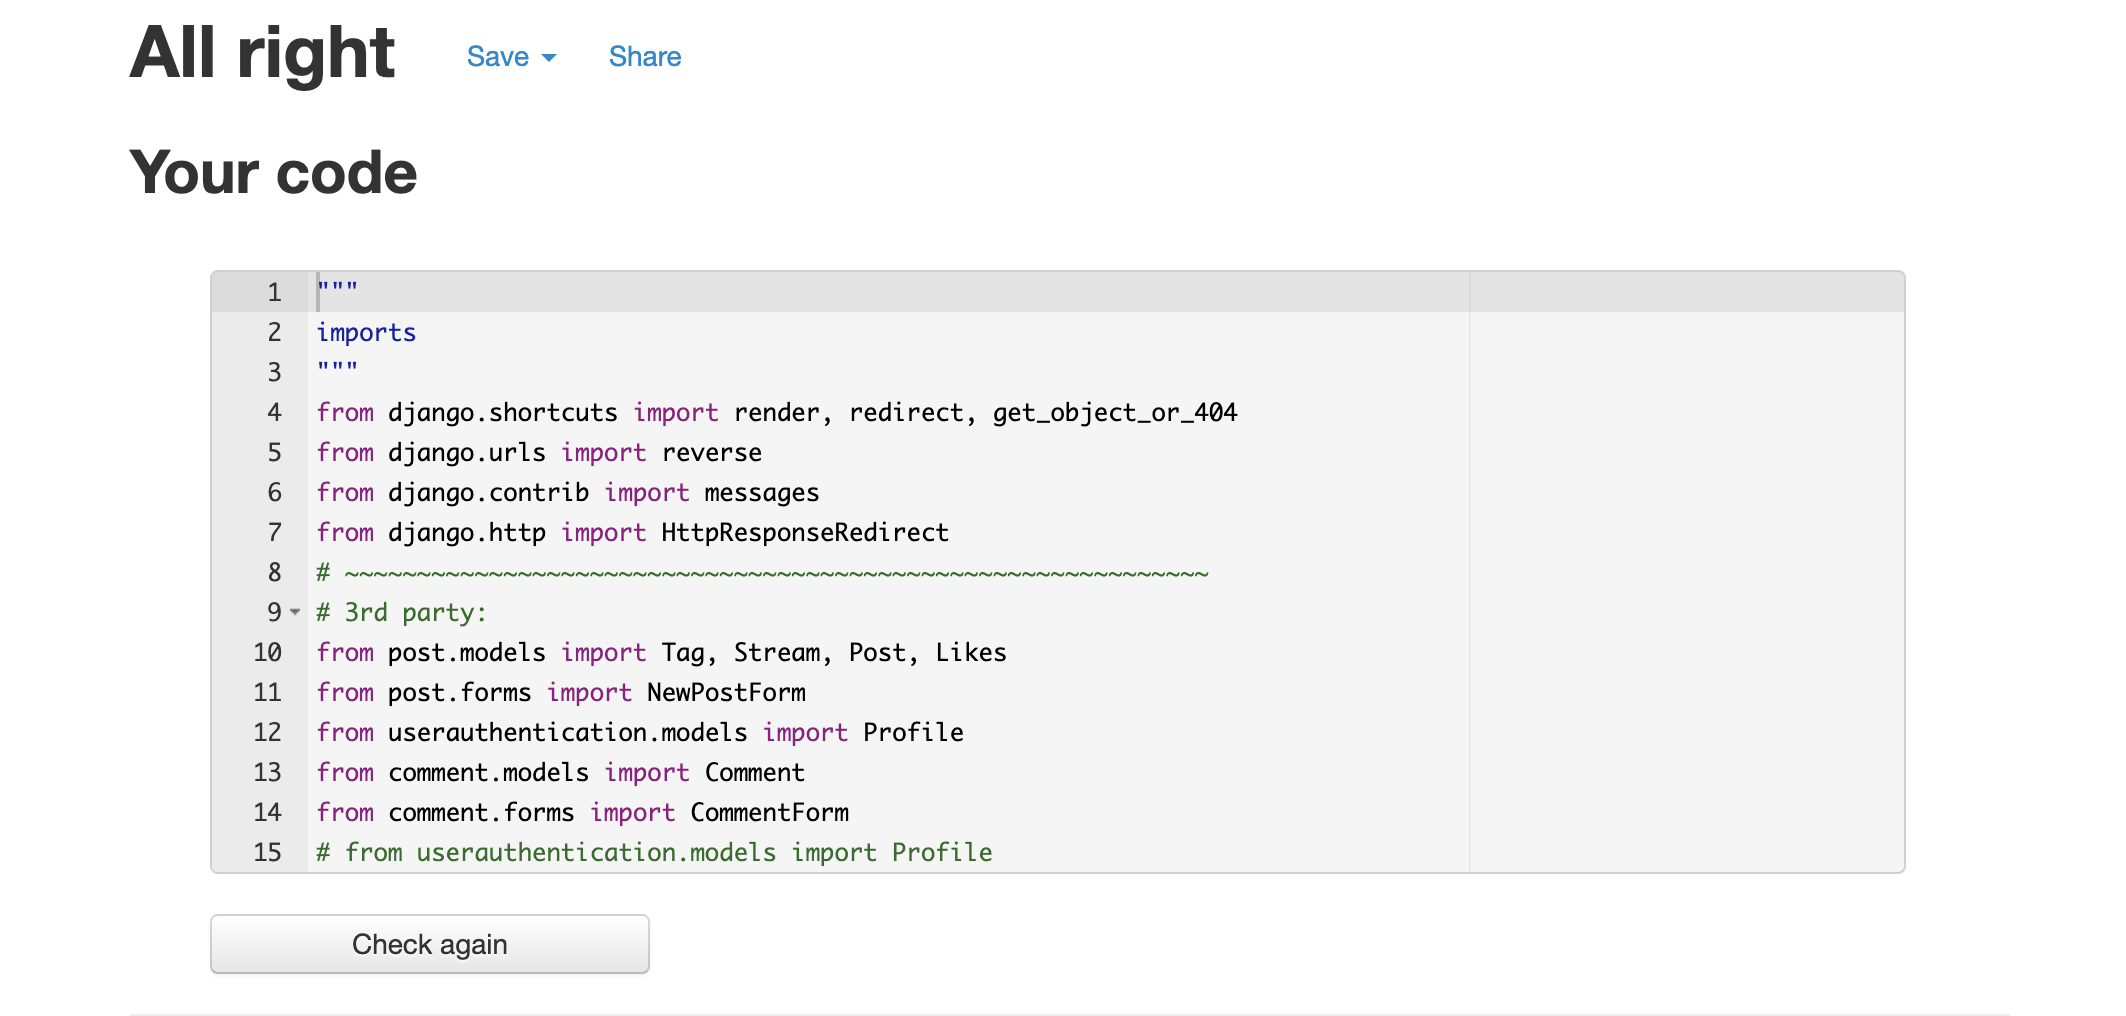 All right Save Share
Your code
1 """
2 imports
3 """
4 from django.shortcuts import render, redirect, get_object_or_404
5 from django.urls import reverse
6 from django.contrib import messages
7 from django.http import HttpResponseRedirect
8 # ~~~~~~~~~~~~~~~~~~~~~~~~~~~~~~~~~~~~~~~~~~~~~~~~~~~~~~~~~~~~
9 # 3rd party:
10 from post.models import Tag, Stream, Post, Likes
11 from post.forms import NewPostForm
12 from userauthentication.models import Profile
13 from comment.models import Comment
14 from comment.forms import CommentForm
15 # from userauthentication.models import Profile
Check again